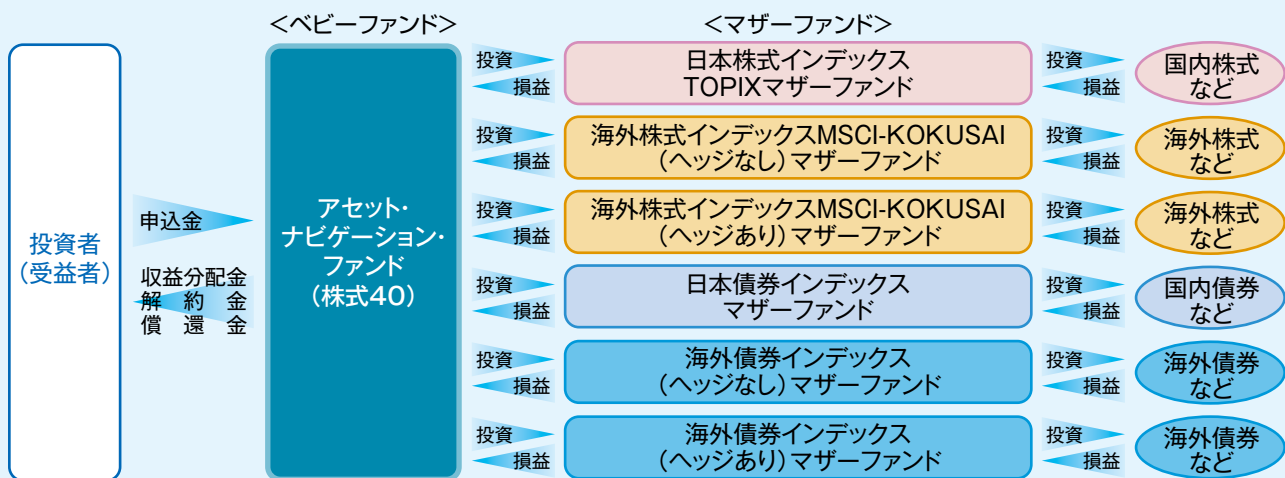 <ベビーファンド>
<マザーファンド>
投資者
(受益者)
申込金
収益分配金
解約金
償還金
アセット・
ナビゲーション・
ファンド
(株式40)
投資
損益
日本株式インデックス
TOPIXマザーファンド
投資
損益
国内株式
など
投資
損益
海外株式インデックスMSCI-KOKUSAI
(ヘッジなし)マザーファンド
投資
損益
海外株式
など
投資
損益
海外株式インデックスMSCI-KOKUSAI
(ヘッジあり)マザーファンド
投資
損益
海外株式
など
投資
損益
日本債券インデックス
マザーファンド
投資
損益
国内債券
など
投資
損益
海外債券インデックス
(ヘッジなし)マザーファンド
投資
損益
海外債券
など
投資
損益
海外債券インデックス
(ヘッジあり)マザーファンド
投資
損益
海外債券
など